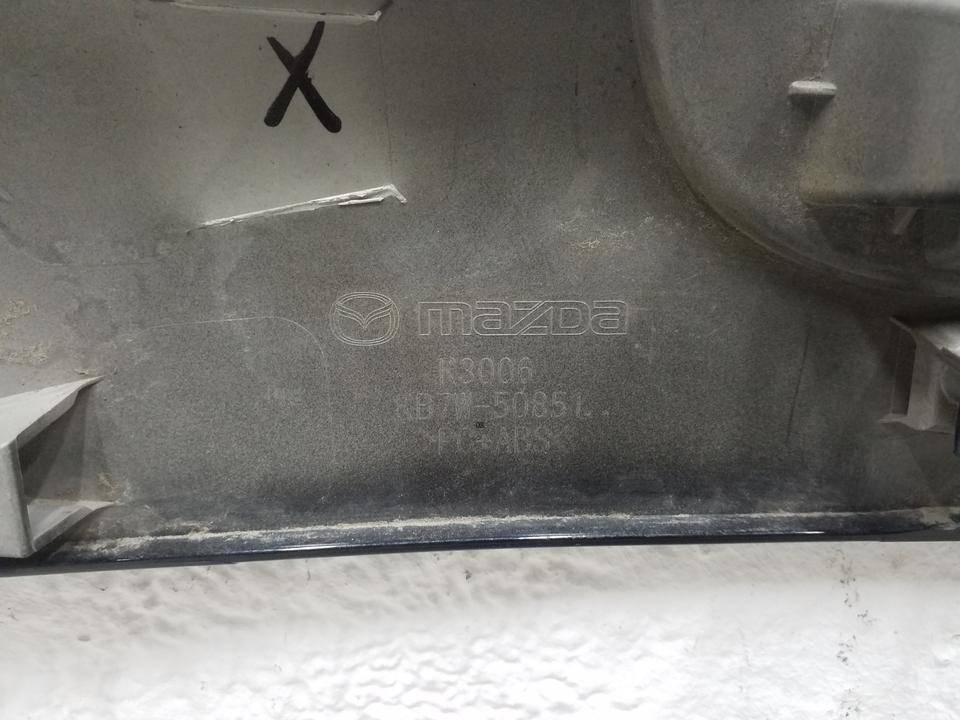 X
mazda
K3006
KB7W-50851
>PC+ABS<